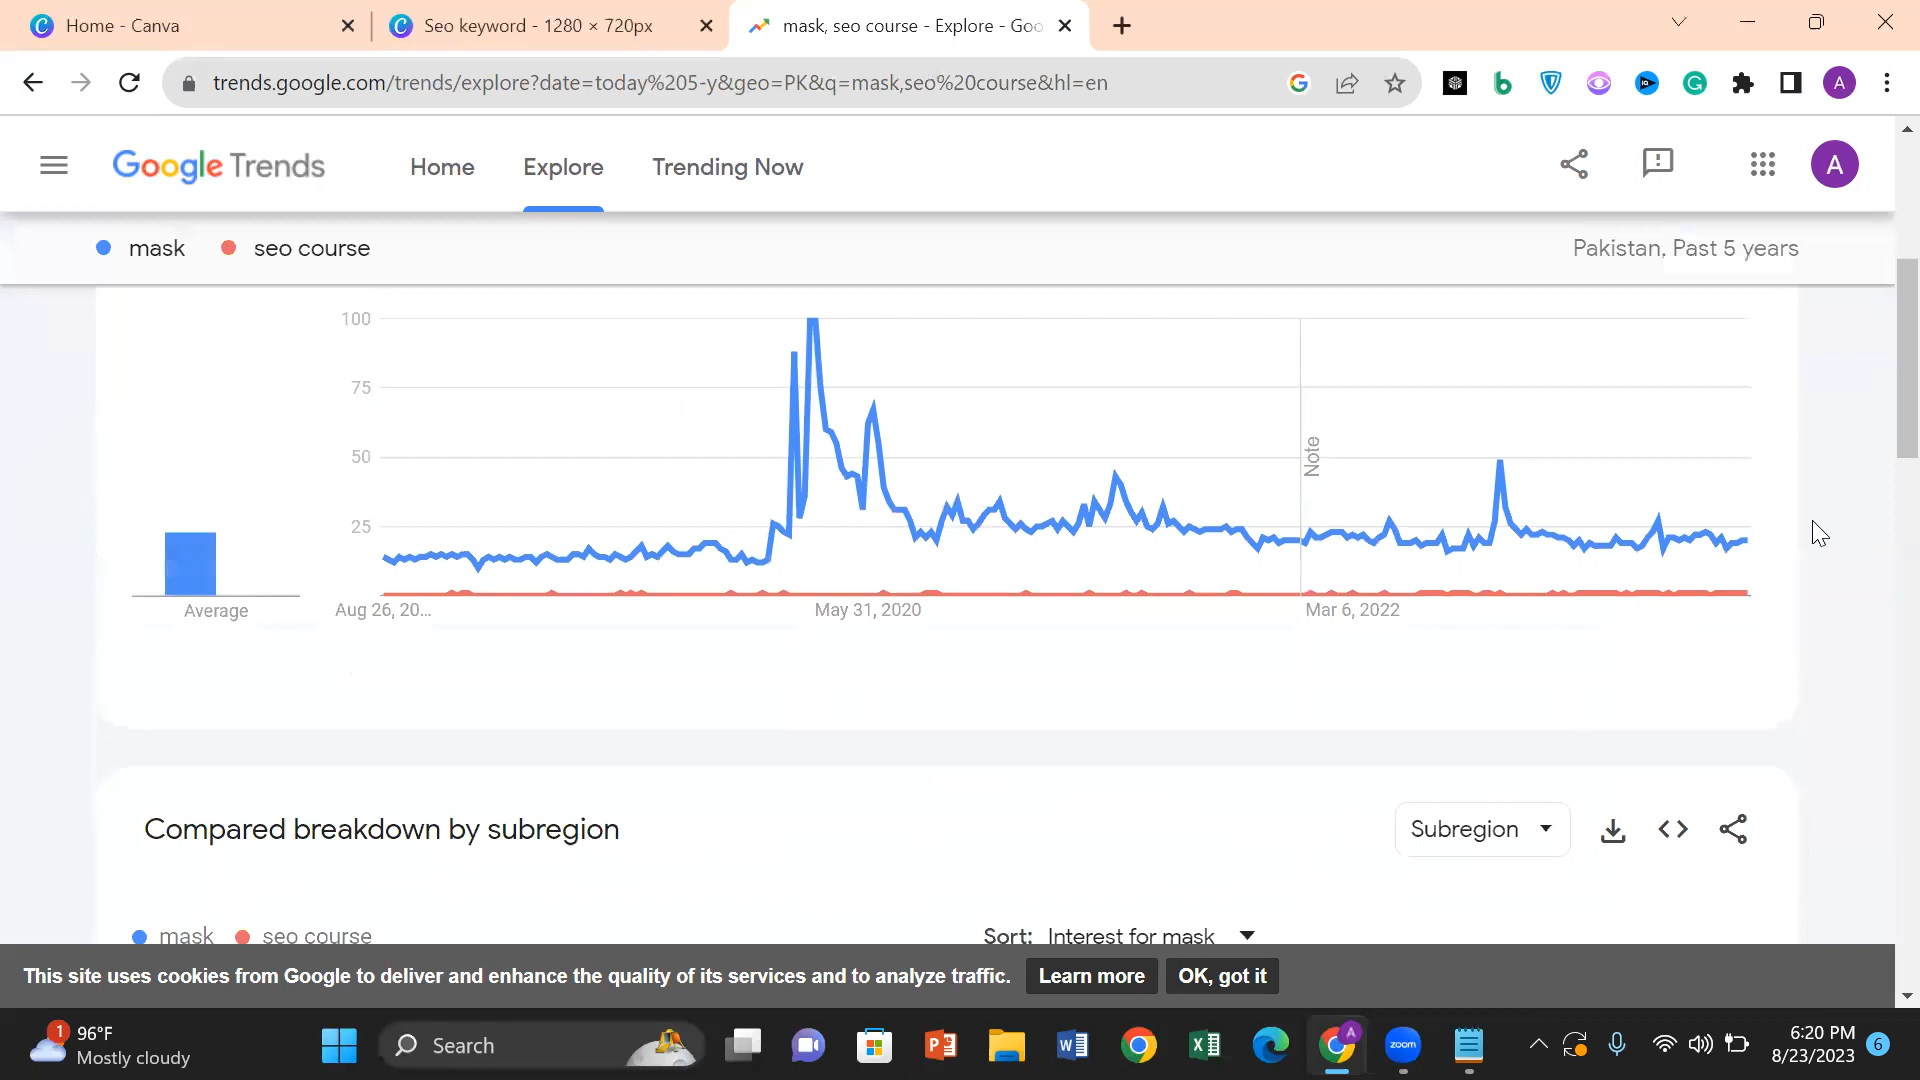 Home - Canva
Seo keyword - 1280 × 720px
mask, seo course - Explore - Goo
trends.google.com/trends/explore?date=today%205-y&geo=PK&q=mask,seo%20course&hl=en
A
Google Trends
Home
Explore
Trending Now
A
mask
seo course
Pakistan, Past 5 years
100
75
50
25
Note
Average
Aug 26, 20...
May 31, 2020
Mar 6, 2022
Compared breakdown by subregion
Subregion
mask
seo course
Sort: Interest for mask
This site uses cookies from Google to deliver and enhance the quality of its services and to analyze traffic.
Learn more
OK, got it
1
96°F
Mostly cloudy
Search
A
zoom
6:20 PM
8/23/2023
6